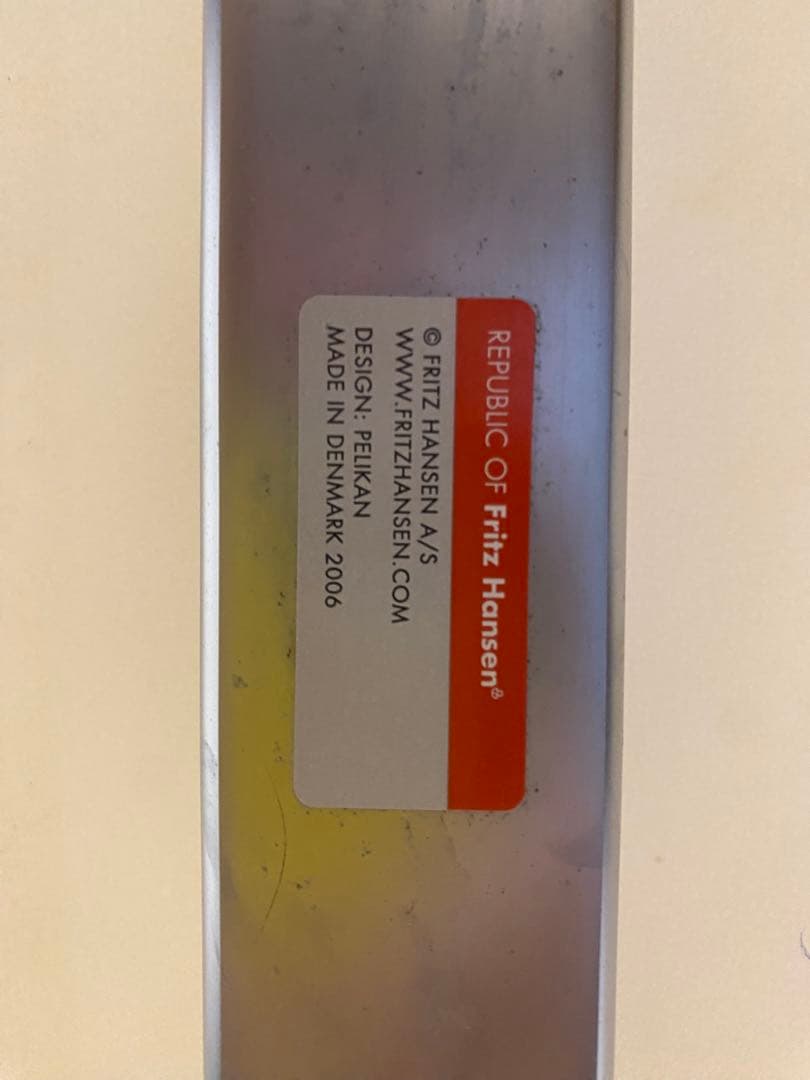 REPUBLIC OF Fritz Hansen®
© FRITZ HANSEN A/S
WWW.FRITZHANSEN.COM
DESIGN: PELIKAN
MADE IN DENMARK 2006